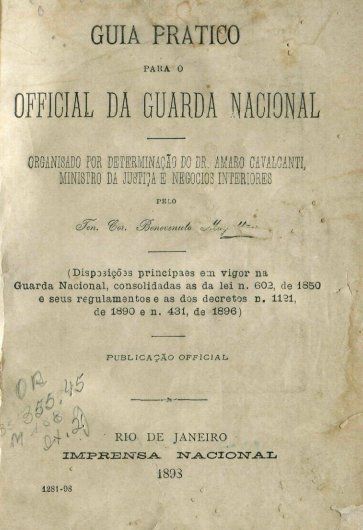 GUIA PRATICO
PARA O
OFFICIAL DA GUARDA NACIONAL
ORGANISADO POR DETERMINAÇÃO DO DR. AMARO CAVALCANTI,
MINISTRO DA JUSTIÇA E NEGOCIOS INTERIORES
PELO
Ten. Cor. Benevenuto
(Disposições principaes em vigor na
Guarda Nacional, consolidadas as da lei n. 602, de 1850
e seus regulamentos e as dos decretos n. 1121,
de 1890 e n. 431, de 1896)
PUBLICAÇÃO OFFICIAL
OR
355.45
RIO DE JANEIRO
IMPRENSA NACIONAL
1898
1281-98